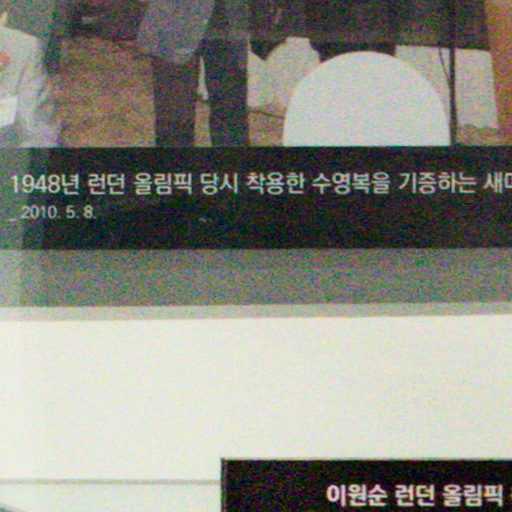 1948년 런던 올림픽 당시 착용한 수영복을 기증하는
_ 2010. 5. 8.
이원순 런던 올림픽